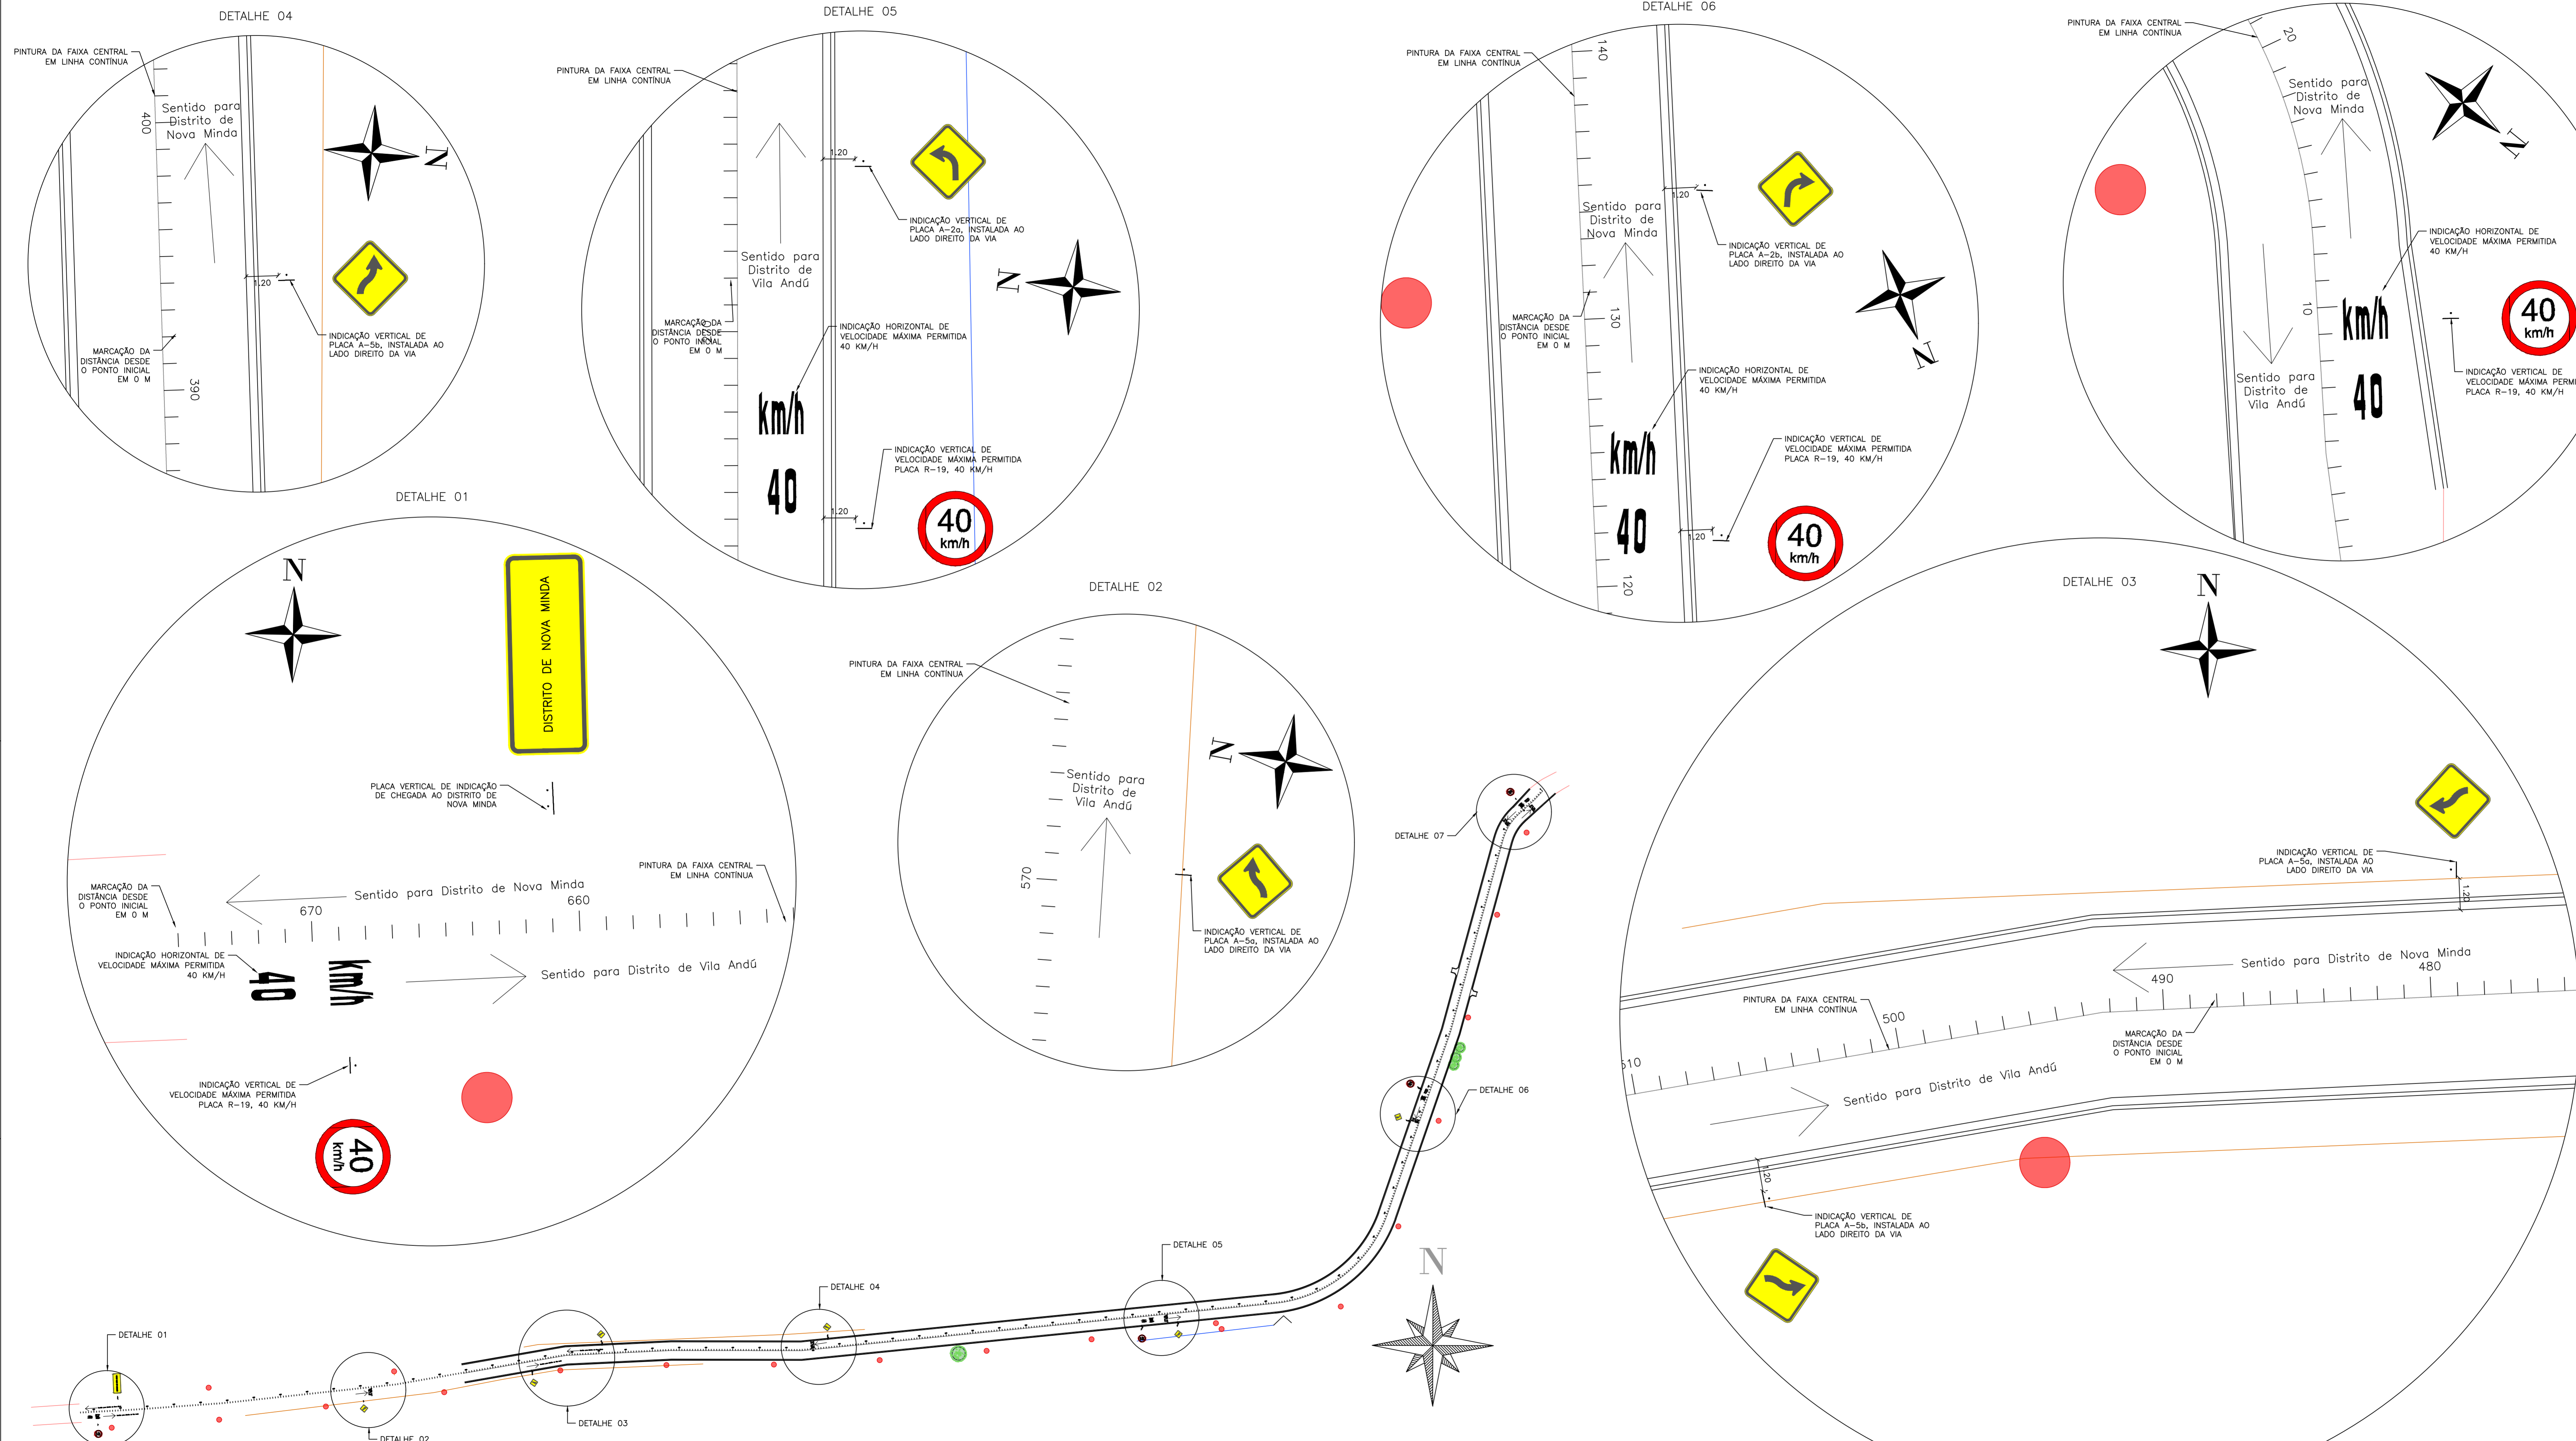 DETALHE 04
PINTURA DA FAIXA CENTRAL
EM LINHA CONTÍNUA
400
Sentido para
Distrito de
Nova Minda
N
1.20
INDICAÇÃO VERTICAL DE
PLACA A-5b, INSTALADA AO
LADO DIREITO DA VIA
MARCAÇÃO DA
DISTÂNCIA DESDE
O PONTO INICIAL
EM 0 M
390
DETALHE 05
PINTURA DA FAIXA CENTRAL
EM LINHA CONTÍNUA
1.20
INDICAÇÃO VERTICAL DE
PLACA A-2a, INSTALADA AO
LADO DIREITO DA VIA
Sentido para
Distrito de
Vila Andú
N
MARCAÇÃO DA
DISTÂNCIA DESDE
O PONTO INICIAL
EM 0 M
INDICAÇÃO HORIZONTAL DE
VELOCIDADE MÁXIMA PERMITIDA
40 KM/H
km/h
40
INDICAÇÃO VERTICAL DE
VELOCIDADE MÁXIMA PERMITIDA
PLACA R-19, 40 KM/H
1.20
40
km/h
DETALHE 06
PINTURA DA FAIXA CENTRAL
EM LINHA CONTÍNUA
140
1.20
Sentido para
Distrito de
Nova Minda
INDICAÇÃO VERTICAL DE
PLACA A-2b, INSTALADA AO
LADO DIREITO DA VIA
MARCAÇÃO DA
DISTÂNCIA DESDE
O PONTO INICIAL
EM 0 M
130
N
INDICAÇÃO HORIZONTAL DE
VELOCIDADE MÁXIMA PERMITIDA
40 KM/H
km/h
40
INDICAÇÃO VERTICAL DE
VELOCIDADE MÁXIMA PERMITIDA
PLACA R-19, 40 KM/H
1.20
40
km/h
120
PINTURA DA FAIXA CENTRAL
EM LINHA CONTÍNUA
20
Sentido para
Distrito de
Nova Minda
N
INDICAÇÃO HORIZONTAL DE
VELOCIDADE MÁXIMA PERMITIDA
40 KM/H
10
km/h
40
40
km/h
Sentido para
Distrito de
Vila Andú
INDICAÇÃO VERTICAL DE
VELOCIDADE MÁXIMA
PLACA R-19, 40 KM/H
DETALHE 01
N
DISTRITO DE NOVA MINDA
PLACA VERTICAL DE INDICAÇÃO
DE CHEGADA AO DISTRITO DE
NOVA MINDA
PINTURA DA FAIXA CENTRAL
EM LINHA CONTÍNUA
MARCAÇÃO DA
DISTÂNCIA DESDE
O PONTO INICIAL
EM 0 M
Sentido para Distrito de Nova Minda
670
660
INDICAÇÃO HORIZONTAL DE
VELOCIDADE MÁXIMA PERMITIDA
40 KM/H
40
km/h
Sentido para Distrito de Vila Andú
INDICAÇÃO VERTICAL DE
VELOCIDADE MÁXIMA PERMITIDA
PLACA R-19, 40 KM/H
40
km/h
DETALHE 02
PINTURA DA FAIXA CENTRAL
EM LINHA CONTÍNUA
N
Sentido para
Distrito de
Vila Andú
570
INDICAÇÃO VERTICAL DE
PLACA A-5a, INSTALADA AO
LADO DIREITO DA VIA
DETALHE 03
N
INDICAÇÃO VERTICAL DE
PLACA A-5a, INSTALADA AO
LADO DIREITO DA VIA
1.20
Sentido para Distrito de Nova Minda
490
480
PINTURA DA FAIXA CENTRAL
EM LINHA CONTÍNUA
500
510
MARCAÇÃO DA
DISTÂNCIA DESDE
O PONTO INICIAL
EM 0 M
Sentido para Distrito de Vila Andú
1.20
INDICAÇÃO VERTICAL DE
PLACA A-5b, INSTALADA AO
LADO DIREITO DA VIA
DETALHE 07
DETALHE 06
DETALHE 05
N
DETALHE 04
DETALHE 01
DETALHE 03
DETALHE 02